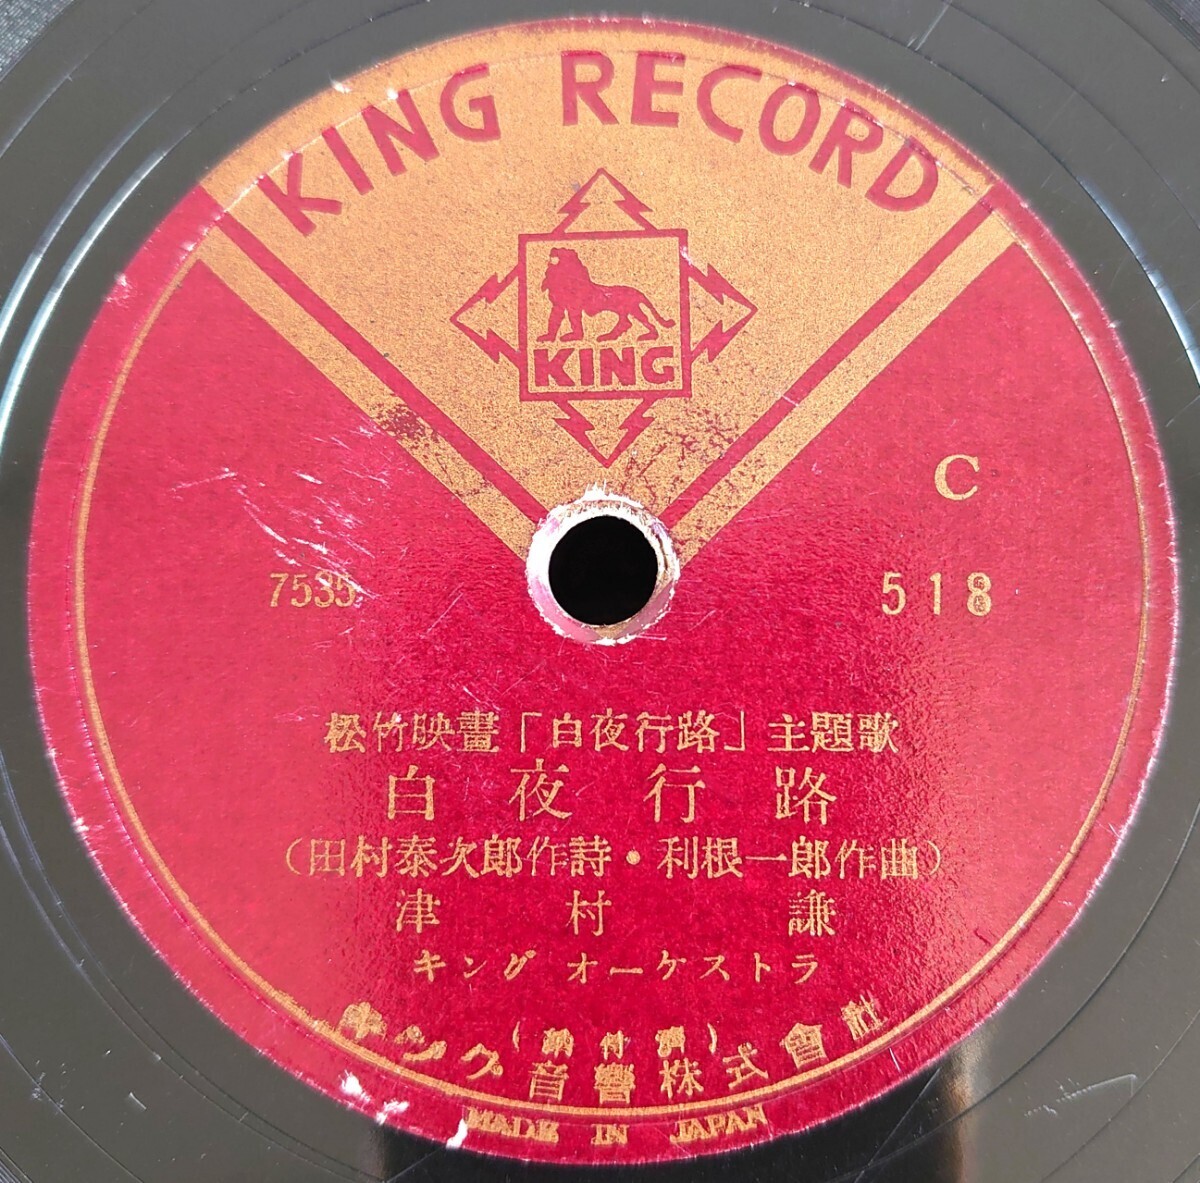 KING RECORD
KING
C
7535
518
松竹映畫「白夜行路」主題歌
白夜行路
(田村泰次郎作詩・利根一郎作曲)
津村謙
キング オーケストラ
キング音響株式會社
MADE IN JAPAN